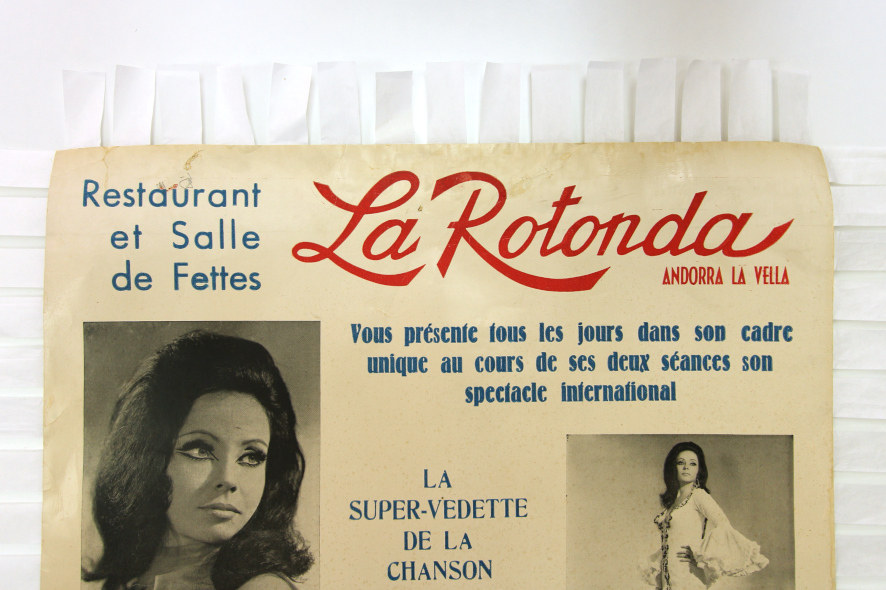 Restaurant
et Salle
de Fettes
La Rotonda
ANDORRA LA VELLA
Vous présente tous les jours dans son cadre
unique au cours de ses deux séances son
spectacle international
LA
SUPER-VEDETTE
DE LA
CHANSON